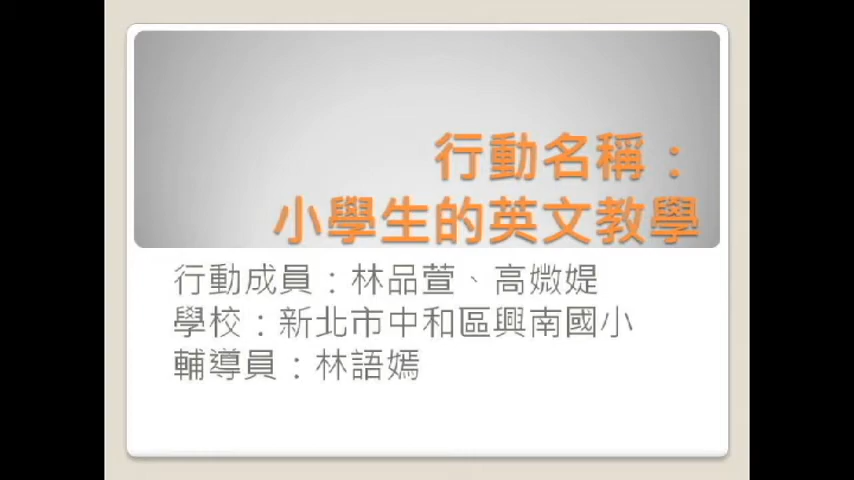 行動名稱：
小學生的英文教學
行動成員：林品萱、高媺媞
學校：新北市中和區興南國小
輔導員：林語嫣